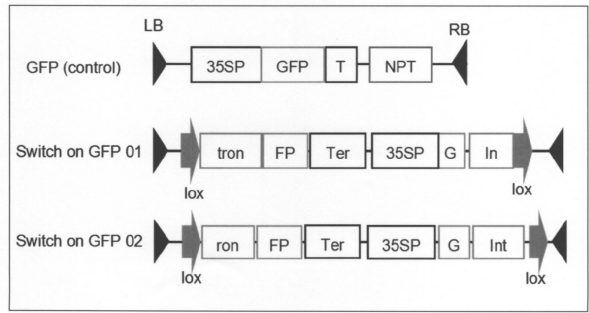 LB
RB
GFP (control)
35SP GFP T NPT
Switch on GFP 01
tron FP Ter 35SP G In
lox lox
Switch on GFP 02
ron FP Ter 35SP G Int
lox lox